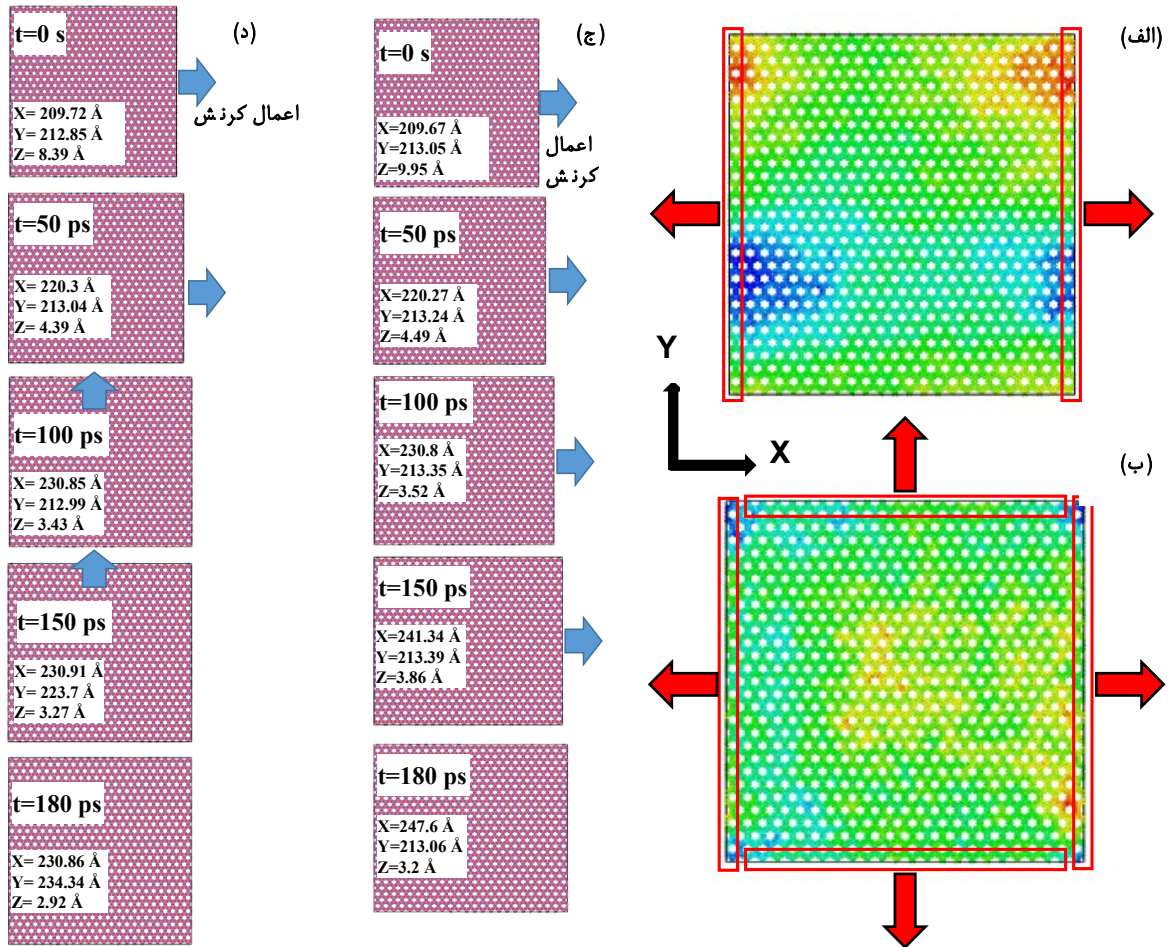 (الف)
Y
X
(ب)
(ج)
t=0 s
X=209.67 Å
Y=213.05 Å
Z=9.95 Å
اعمال
کرنش
t=50 ps
X=220.27 Å
Y=213.24 Å
Z=4.49 Å
t=100 ps
X=230.8 Å
Y=213.35 Å
Z=3.52 Å
t=150 ps
X=241.34 Å
Y=213.39 Å
Z=3.86 Å
t=180 ps
X=247.6 Å
Y=213.06 Å
Z=3.2 Å
(د)
t=0 s
X= 209.72 Å
Y= 212.85 Å
Z= 8.39 Å
اعمال کرنش
t=50 ps
X= 220.3 Å
Y= 213.04 Å
Z= 4.39 Å
t=100 ps
X= 230.85 Å
Y= 212.99 Å
Z= 3.43 Å
t=150 ps
X= 230.91 Å
Y= 223.7 Å
Z= 3.27 Å
t=180 ps
X= 230.86 Å
Y= 234.34 Å
Z= 2.92 Å